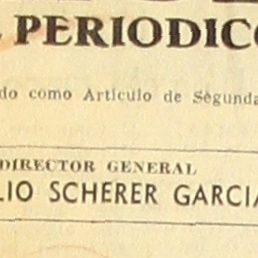 PERIODICO
do como Artículo de Segunda
DIRECTOR GENERAL
LIO SCHERER GARCIA